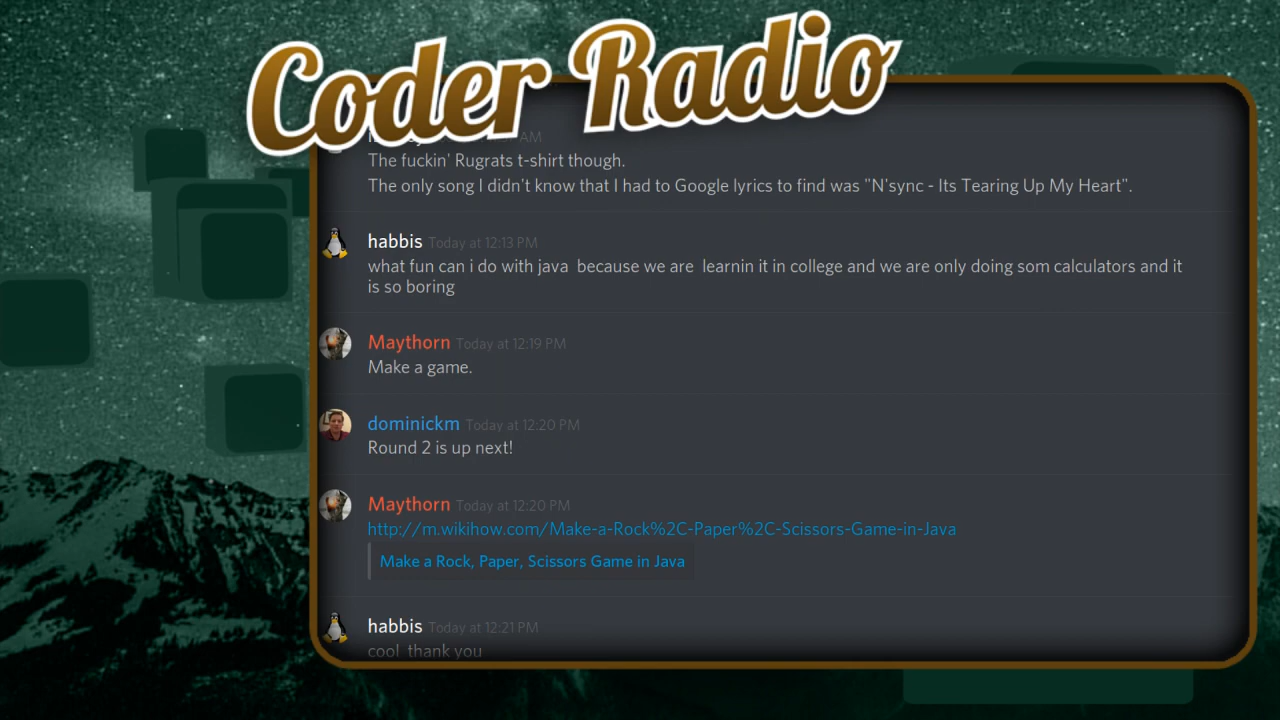 Coder Radio
AM
The fuckin' Rugrats t-shirt though.
The only song I didn't know that I had to Google lyrics to find was "N'sync - Its Tearing Up My Heart".
habbis Today at 12:13 PM
what fun can i do with java  because we are  learnin it in college and we are only doing som calculators and it
is so boring
Maythorn Today at 12:19 PM
Make a game.
dominickm Today at 12:20 PM
Round 2 is up next!
Maythorn Today at 12:20 PM
http://m.wikihow.com/Make-a-Rock%2C-Paper%2C-Scissors-Game-in-Java
Make a Rock, Paper, Scissors Game in Java
habbis Today at 12:21 PM
cool  thank you